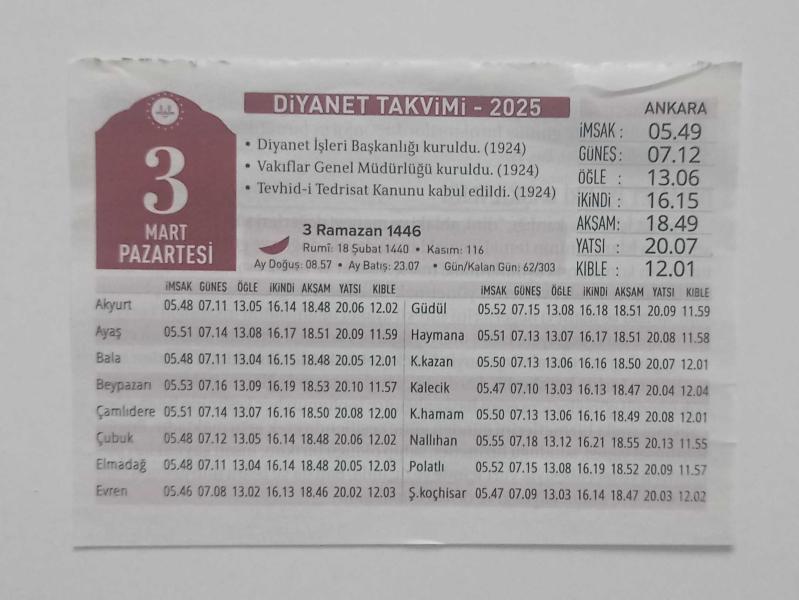 DİYANET TAKVİMİ - 2025
3
MART
PAZARTESİ
• Diyanet İşleri Başkanlığı kuruldu. (1924)
• Vakıflar Genel Müdürlüğü kuruldu. (1924)
• Tevhid-i Tedrisat Kanunu kabul edildi. (1924)
3 Ramazan 1446
Rumî: 18 Şubat 1440 • Kasım: 116
Ay Doğuş: 08.57 • Ay Batış: 23.07 • Gün/Kalan Gün: 62/303
ANKARA
İMSAK : 05.49
GÜNEŞ : 07.12
ÖĞLE : 13.06
İKİNDİ : 16.15
AKŞAM: 18.49
YATSI : 20.07
KIBLE : 12.01
İMSAK GÜNEŞ ÖĞLE İKİNDİ AKŞAM YATSI KIBLE
Akyurt 05.48 07.11 13.05 16.14 18.48 20.06 12.02
Ayaş 05.51 07.14 13.08 16.17 18.51 20.09 11.59
Bala 05.48 07.11 13.04 16.15 18.48 20.05 12.01
Beypazarı 05.53 07.16 13.09 16.19 18.53 20.10 11.57
Çamlıdere 05.51 07.14 13.07 16.16 18.50 20.08 12.00
Çubuk 05.48 07.12 13.05 16.14 18.48 20.06 12.02
Elmadağ 05.48 07.11 13.04 16.14 18.48 20.05 12.03
Evren 05.46 07.08 13.02 16.13 18.46 20.02 12.03
İMSAK GÜNEŞ ÖĞLE İKİNDİ AKŞAM YATSI KIBLE
Güdül 05.52 07.15 13.08 16.18 18.51 20.09 11.59
Haymana 05.51 07.13 13.07 16.17 18.51 20.08 11.58
K.kazan 05.50 07.13 13.06 16.16 18.50 20.07 12.01
Kalecik 05.47 07.10 13.03 16.13 18.47 20.04 12.04
K.hamam 05.50 07.13 13.06 16.16 18.49 20.08 12.01
Nallıhan 05.55 07.18 13.12 16.21 18.55 20.13 11.55
Polatlı 05.52 07.15 13.08 16.19 18.52 20.09 11.57
Ş.koçhisar 05.47 07.09 13.03 16.14 18.47 20.03 12.02